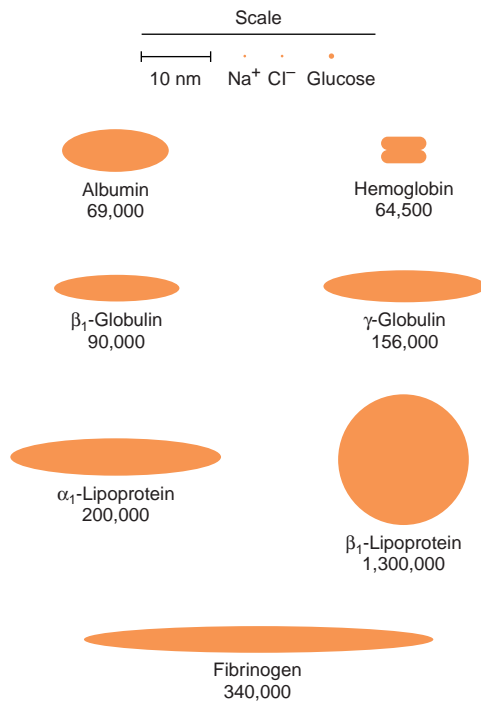 Scale
10 nm Na⁺ Cl⁻ Glucose
Albumin
69,000
Hemoglobin
64,500
β₁-Globulin
90,000
γ-Globulin
156,000
α₁-Lipoprotein
200,000
β₁-Lipoprotein
1,300,000
Fibrinogen
340,000